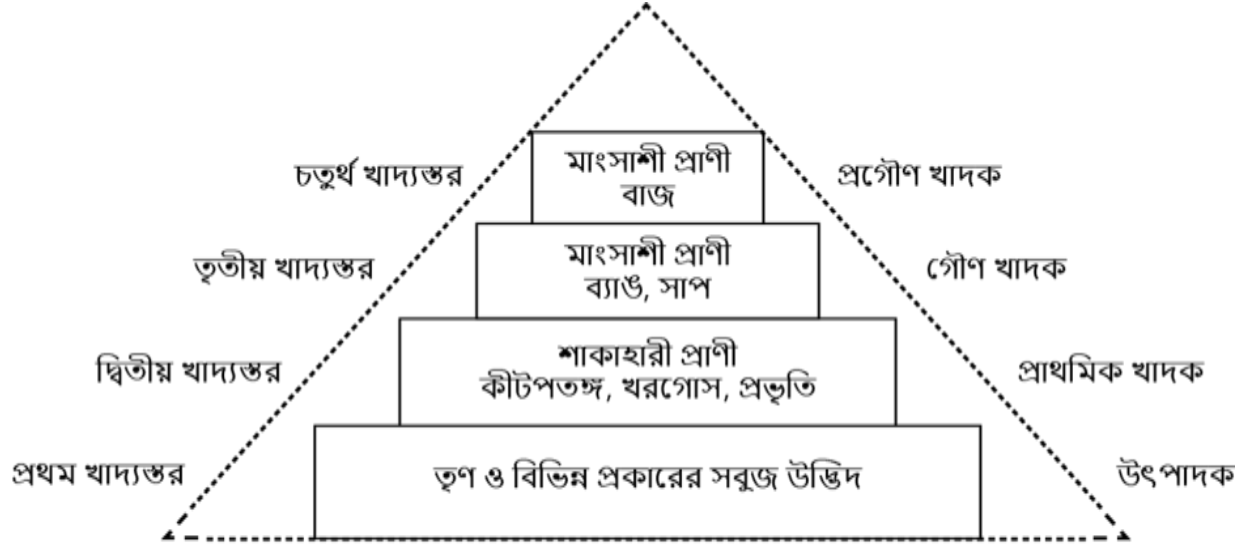 মাংসাশী প্রাণী
বাজ
চতুর্থ খাদ্যস্তর
প্রগৌণ খাদক
মাংসাশী প্রাণী
ব্যাঙ, সাপ
তৃতীয় খাদ্যস্তর
গৌণ খাদক
শাকাহারী প্রাণী
কীটপতঙ্গ, খরগোস, প্রভৃতি
দ্বিতীয় খাদ্যস্তর
প্রাথমিক খাদক
প্রথম খাদ্যস্তর
তৃণ ও বিভিন্ন প্রকারের সবুজ উদ্ভিদ
উৎপাদক